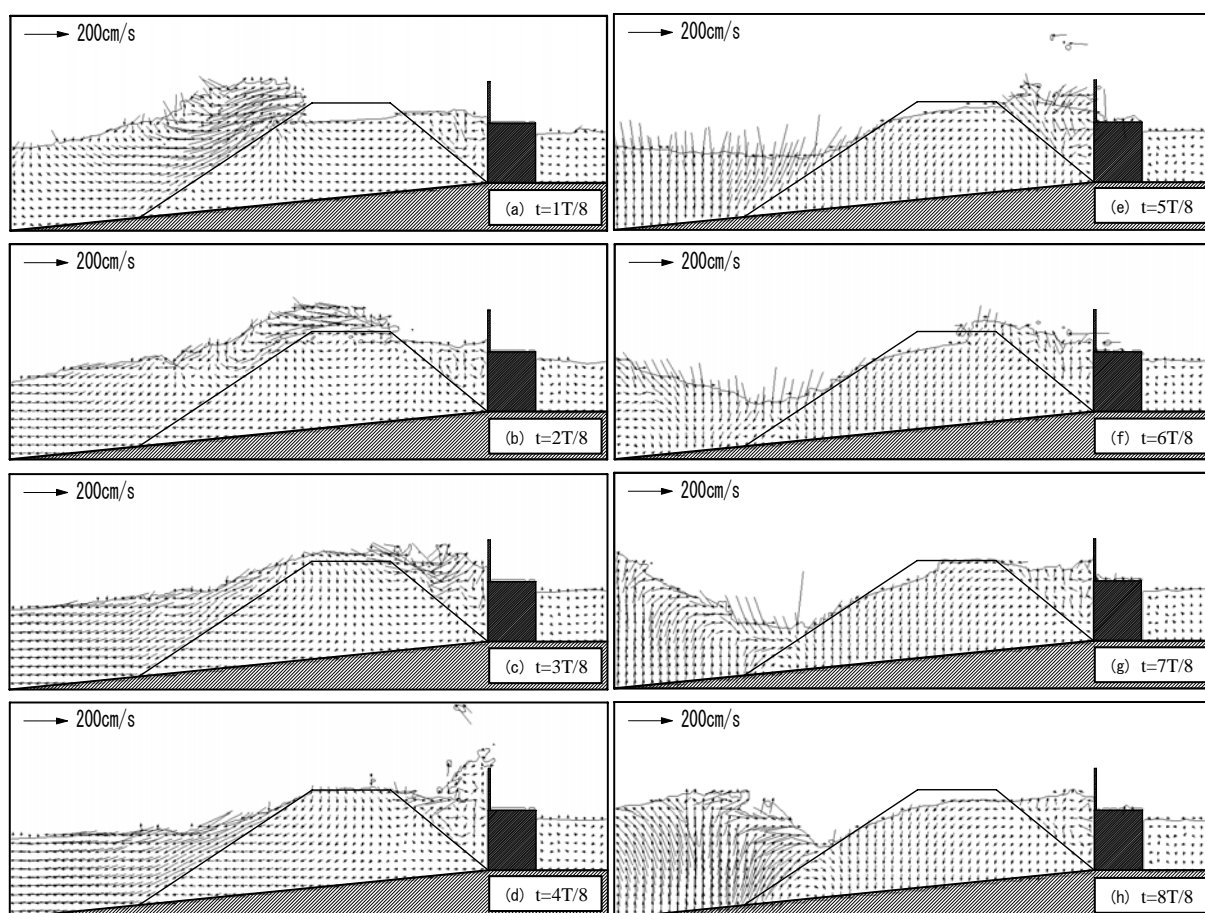 200cm/s
(a) t=1T/8
200cm/s
(b) t=2T/8
200cm/s
(c) t=3T/8
200cm/s
(d) t=4T/8
200cm/s
(e) t=5T/8
200cm/s
(f) t=6T/8
200cm/s
(g) t=7T/8
200cm/s
(h) t=8T/8